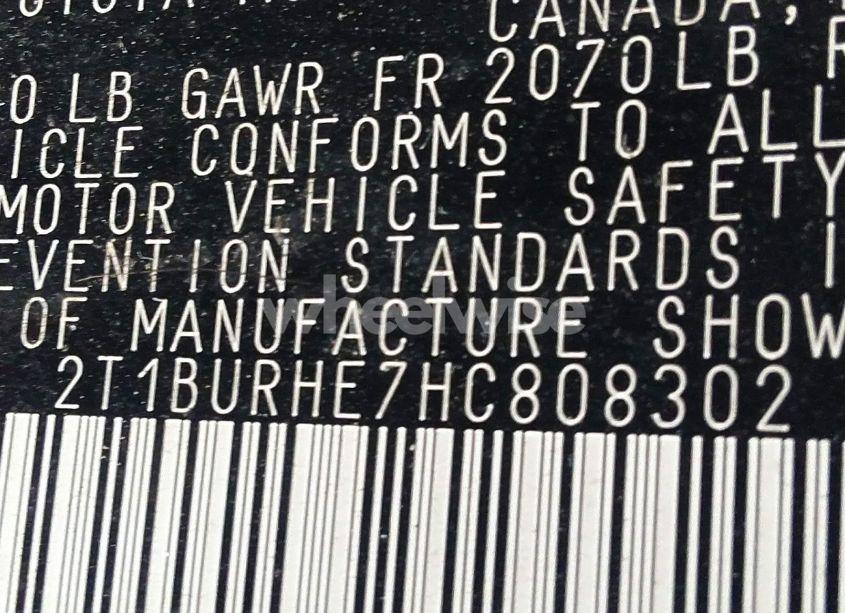 CANADA,
0 LB GAWR FR 2070LB R
ICLE CONFORMS TO ALL
MOTOR VEHICLE SAFETY
EVENTION STANDARDS I
OF MANUFACTURE SHOW
wheelwise
2T1BURHE7HC808302